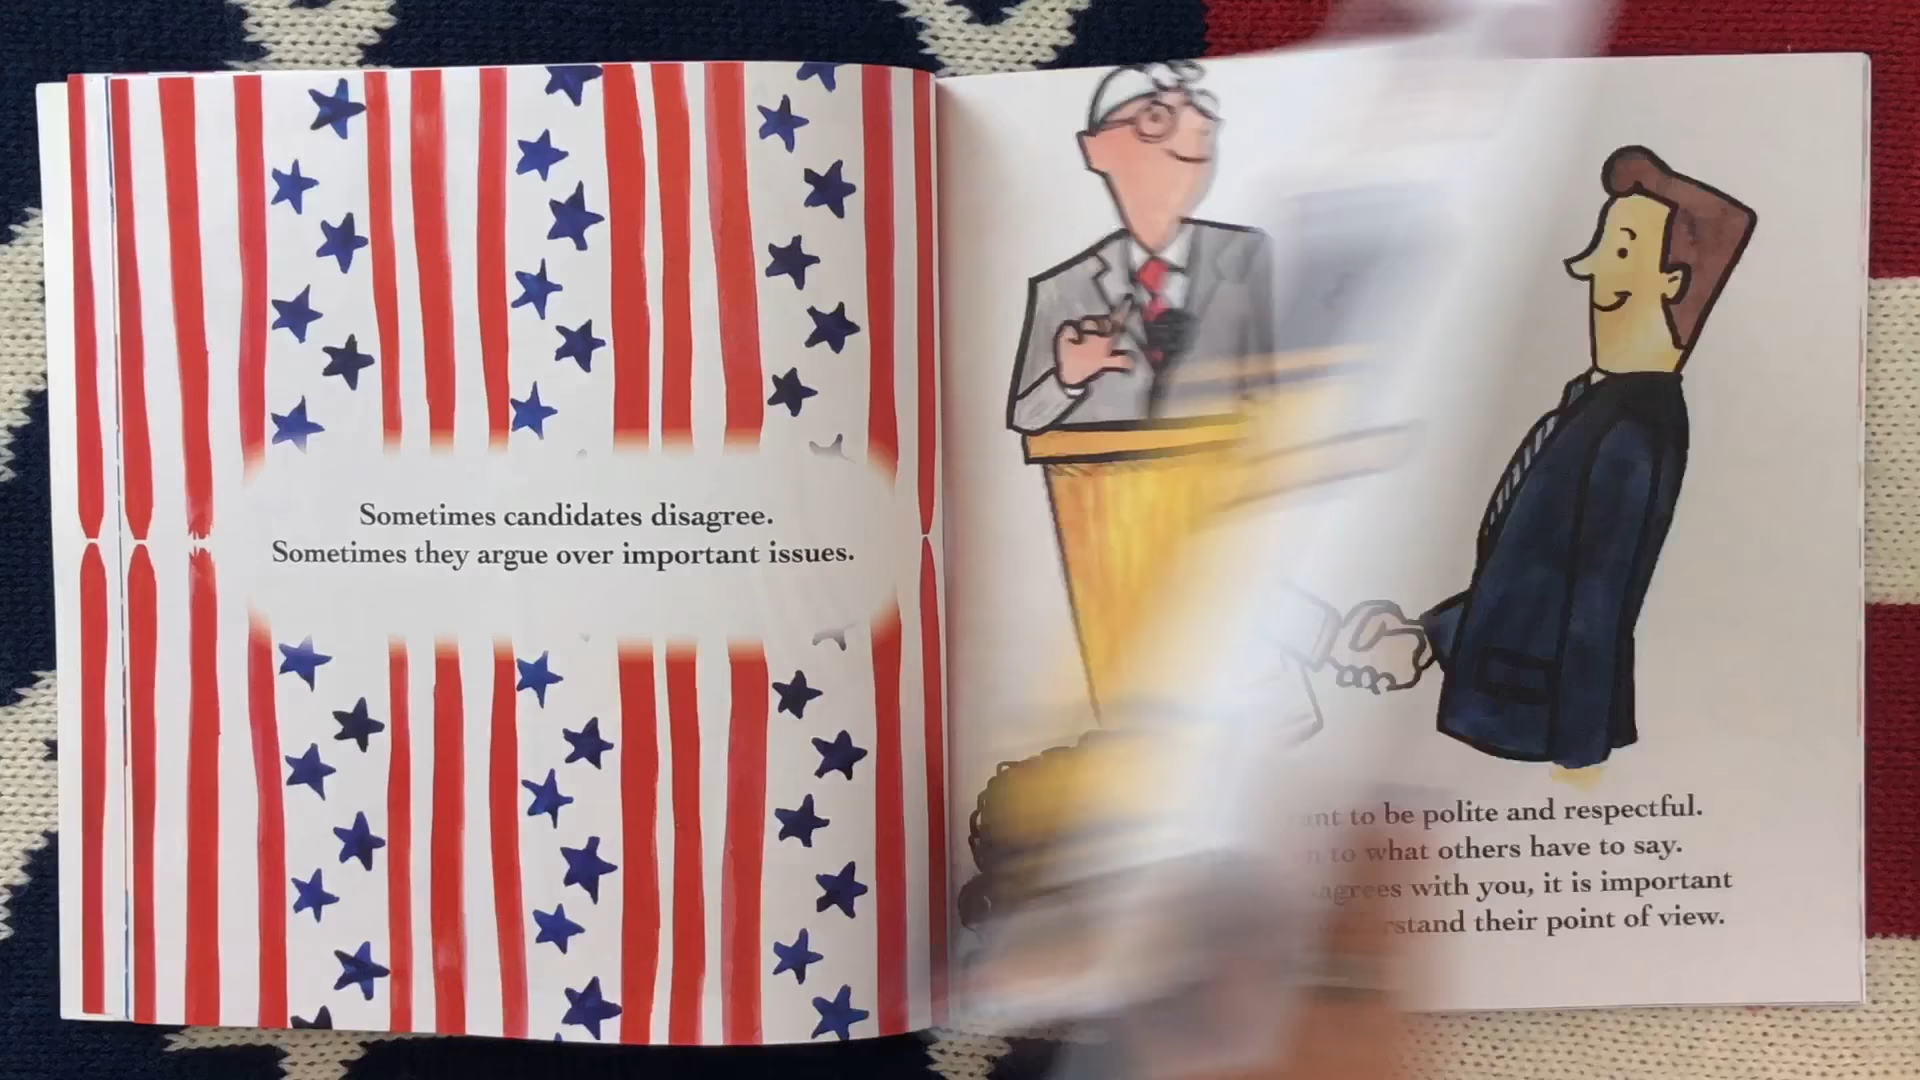 Sometimes candidates disagree.
Sometimes they argue over important issues.
to be polite and respectful.
to what others have to say.
with you, it is important
their point of view.